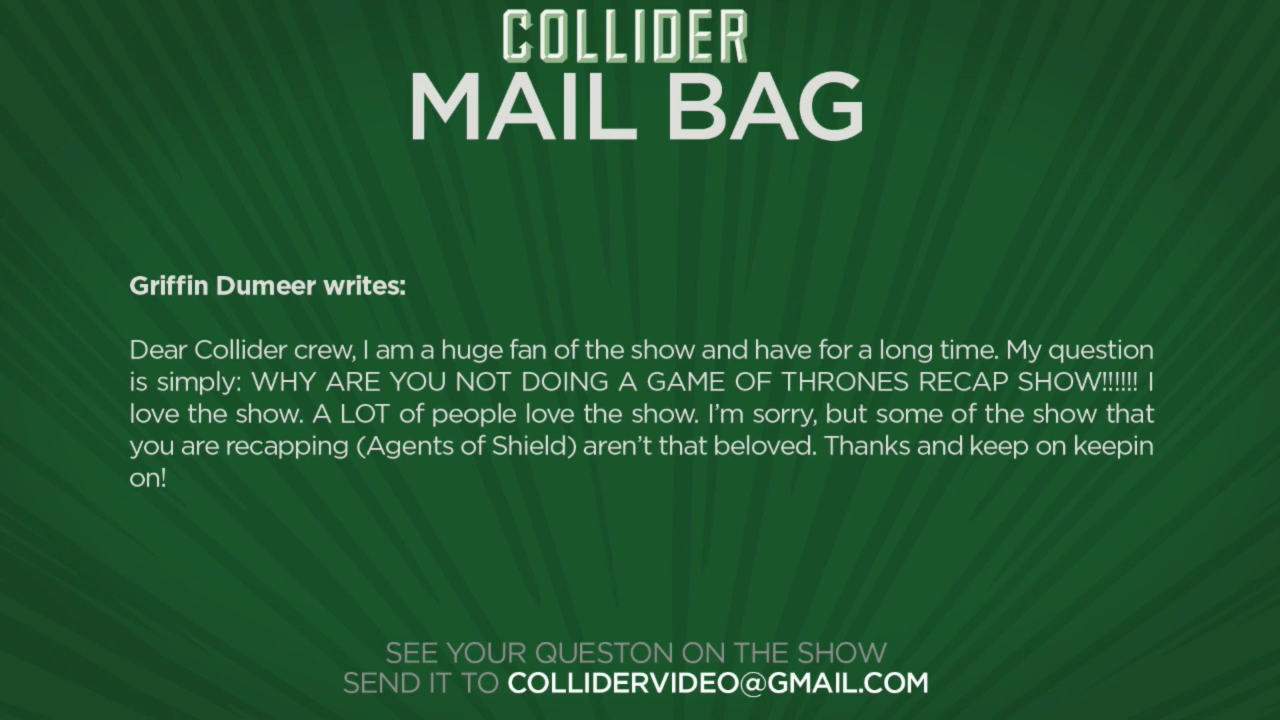 COLLIDER
MAIL BAG
Griffin Dumeer writes:
Dear Collider crew, I am a huge fan of the show and have for a long time. My question
is simply: WHY ARE YOU NOT DOING A GAME OF THRONES RECAP SHOW!!!!!! I
love the show. A LOT of people love the show. I'm sorry, but some of the show that
you are recapping (Agents of Shield) aren't that beloved. Thanks and keep on keepin
on!
SEE YOUR QUESTON ON THE SHOW
SEND IT TO COLLIDERVIDEO@GMAIL.COM